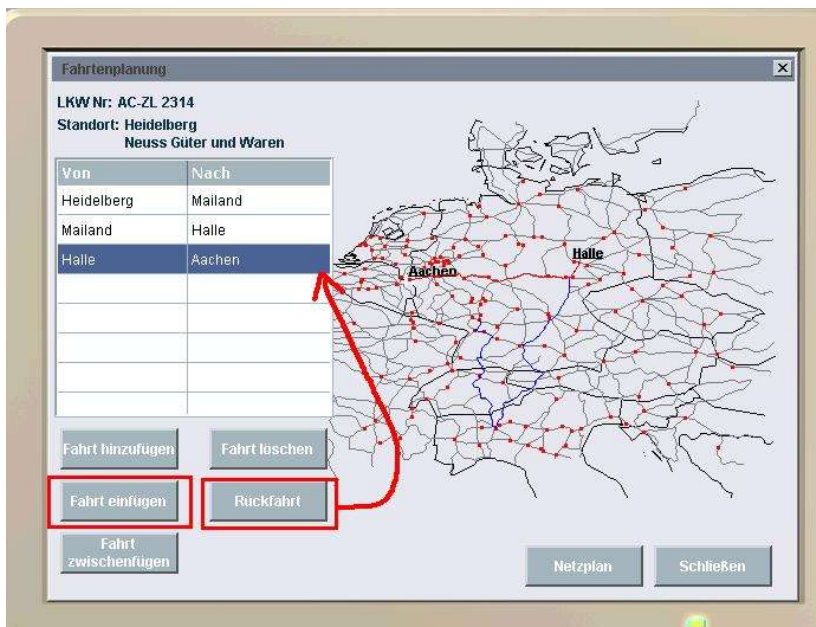 Fahrtenplanung
LKW Nr: AC-ZL 2314
Standort: Heidelberg
Neuss Güter und Waren
Von Nach
Heidelberg Mailand
Mailand Halle
Halle Aachen
Halle
Aachen
Fahrt hinzufügen Fahrt löschen
Fahrt einfügen Rückfahrt
Fahrt
zwischenfügen
Netzplan Schließen